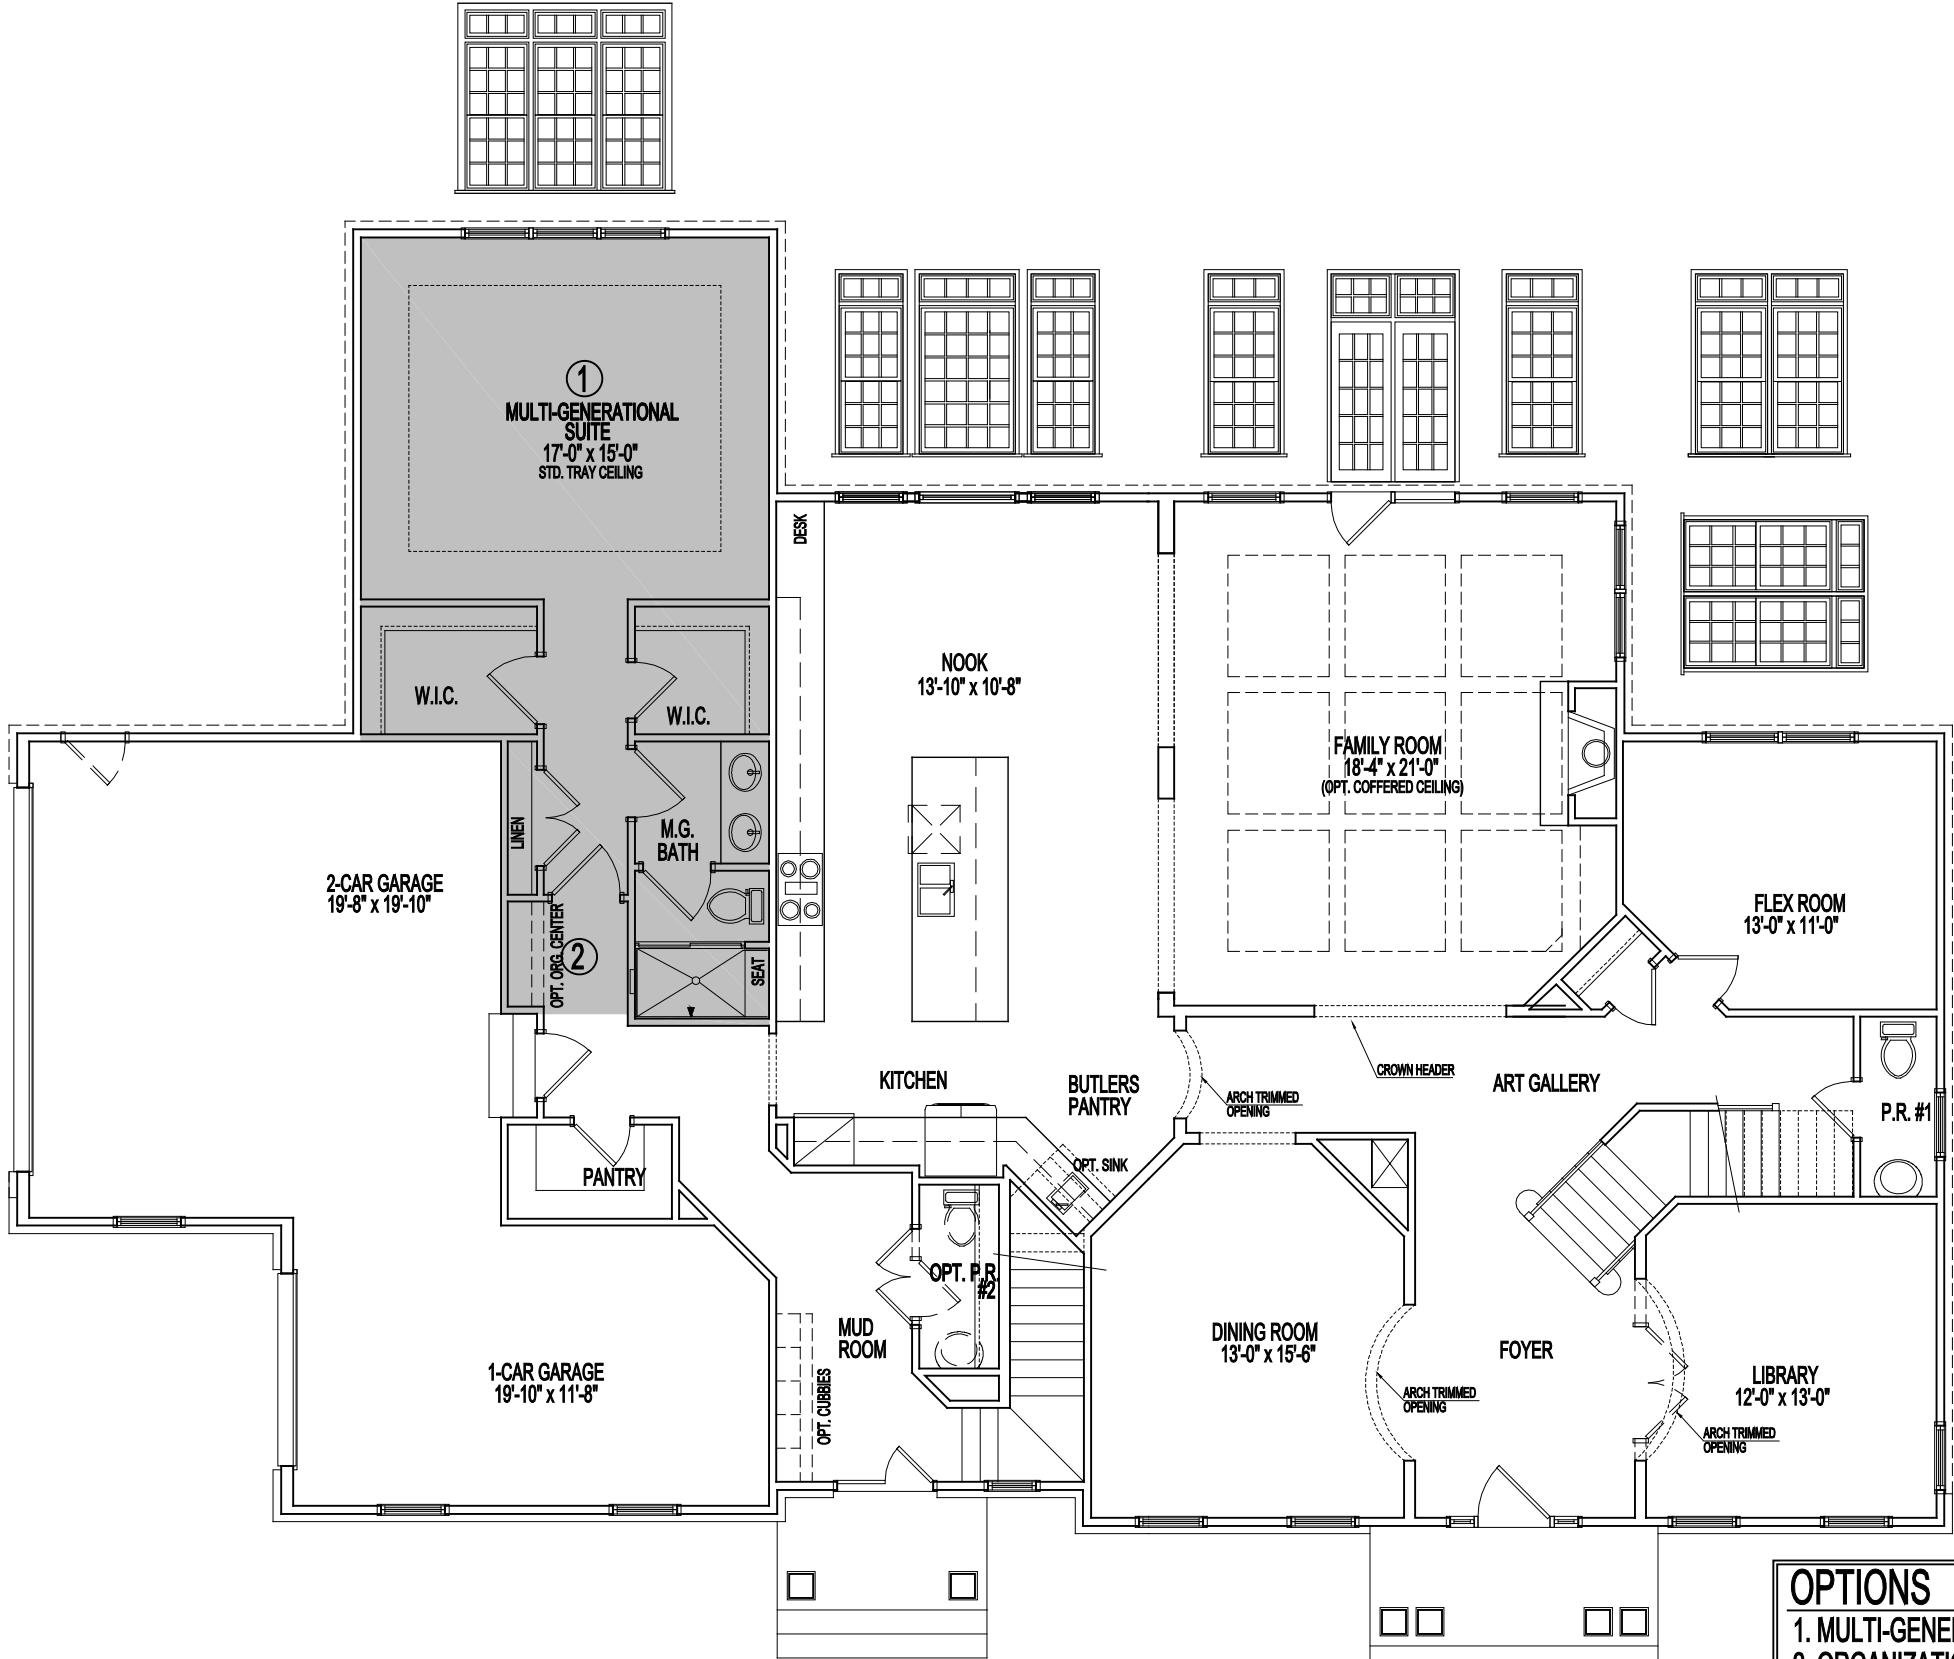 1
MULTI-GENERATIONAL
SUITE
17'-0" x 15'-0"
STD. TRAY CEILING
DESK
W.I.C.
W.I.C.
NOOK
13'-10" x 10'-8"
FAMILY ROOM
18'-4" x 21'-0"
(OPT. COFFERED CEILING)
LINEN
M.G.
BATH
2-CAR GARAGE
19'-8" x 19'-10"
OPT. ORG. CENTER
2
SEAT
FLEX ROOM
13'-0" x 11'-0"
KITCHEN
BUTLERS
PANTRY
CROWN HEADER
ARCH TRIMMED
OPENING
ART GALLERY
P.R. #1
PANTRY
OPT. SINK
OPT. P.R.
#2
MUD
ROOM
OPT. CUBBIES
DINING ROOM
13'-0" x 15'-6"
FOYER
1-CAR GARAGE
19'-10" x 11'-8"
ARCH TRIMMED
OPENING
LIBRARY
12'-0" x 13'-0"
ARCH TRIMMED
OPENING
OPTIONS
1. MULTI-GENE